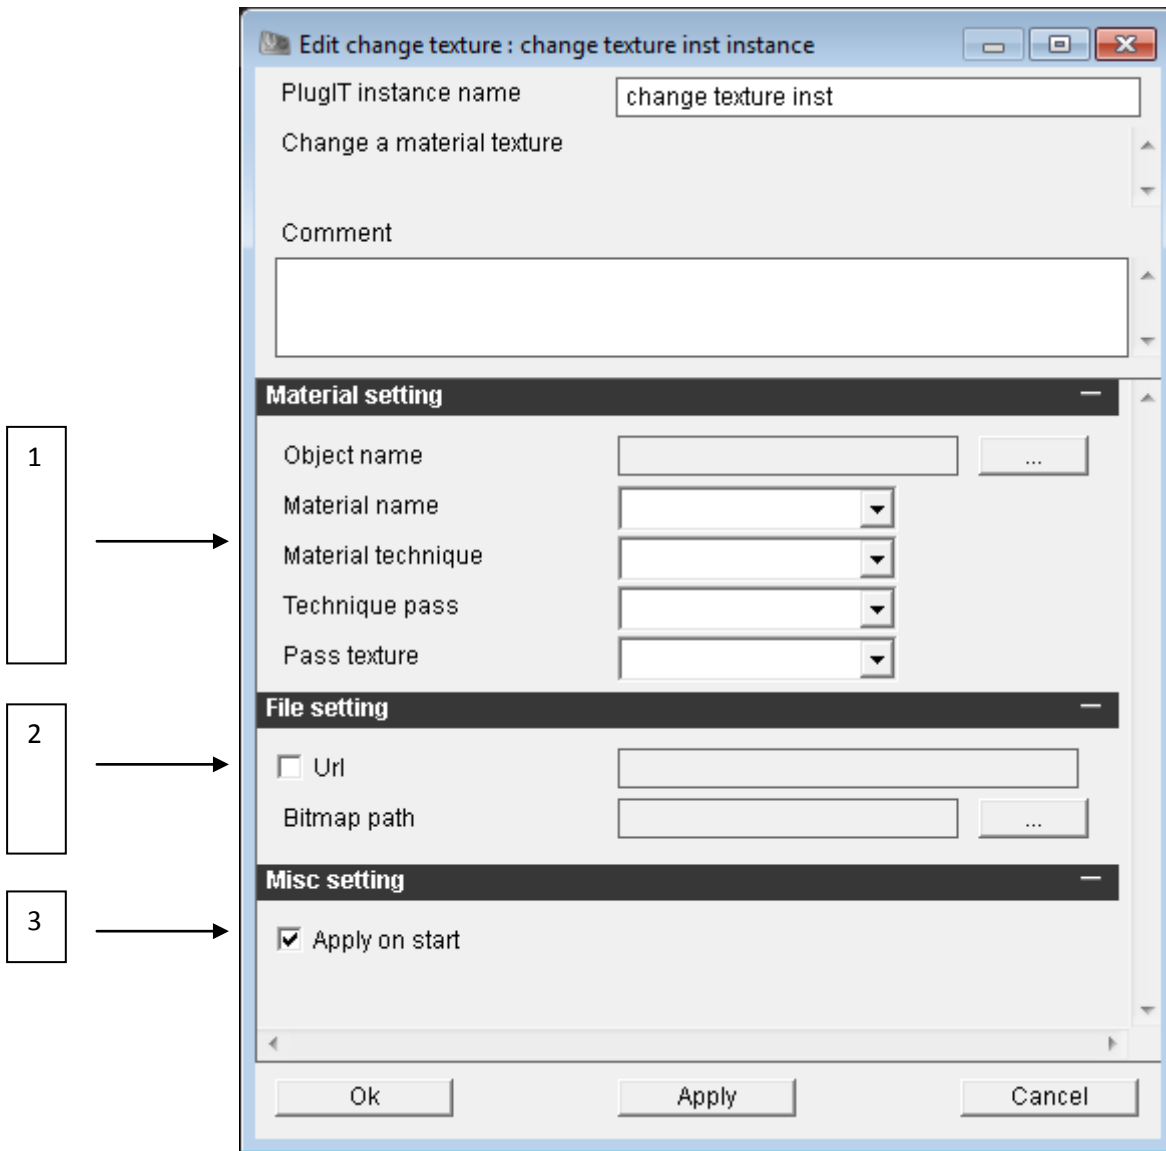 Edit change texture : change texture inst instance
PlugIT instance name
change texture inst
Change a material texture
Comment
Material setting
1
Object name
...
Material name
Material technique
Technique pass
Pass texture
File setting
2
Url
Bitmap path
...
Misc setting
3
Apply on start
Ok
Apply
Cancel